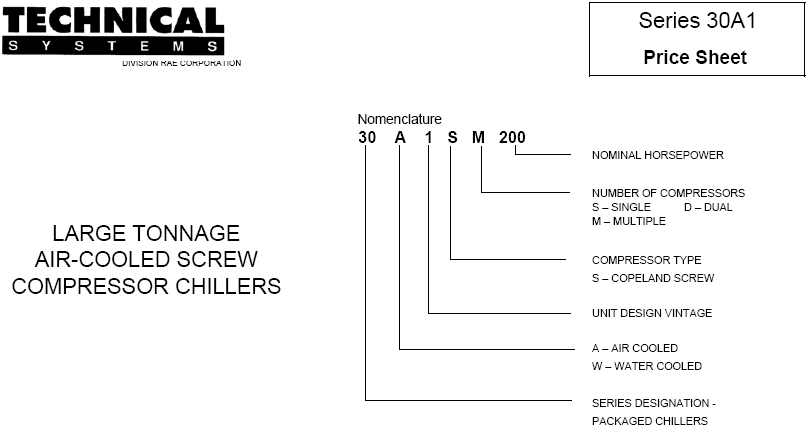 TECHNICAL
SYSTEMS
DIVISION RAE CORPORATION
Series 30A1
Price Sheet
Nomenclature
30 A 1 S M 200
NOMINAL HORSEPOWER
NUMBER OF COMPRESSORS
S – SINGLE D – DUAL
M – MULTIPLE
LARGE TONNAGE
AIR-COOLED SCREW
COMPRESSOR CHILLERS
COMPRESSOR TYPE
S – COPELAND SCREW
UNIT DESIGN VINTAGE
A – AIR COOLED
W – WATER COOLED
SERIES DESIGNATION -
PACKAGED CHILLERS